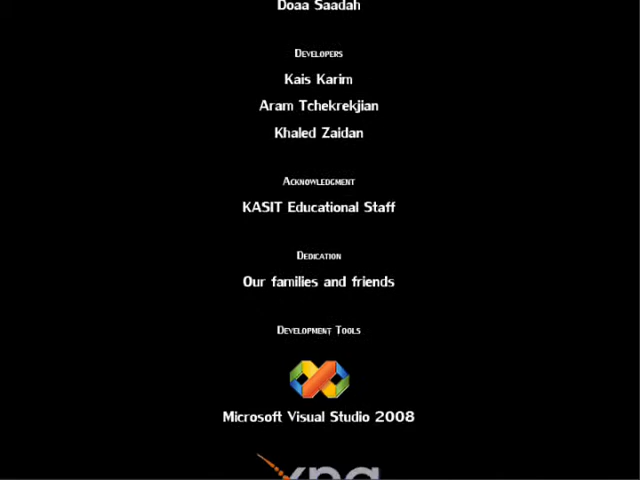 Doaa Saadah
Developers
Kais Karim
Aram Tchekrekjian
Khaled Zaidan
Acknowledgment
KASIT Educational Staff
Dedication
Our families and friends
Development Tools
Microsoft Visual Studio 2008
xna